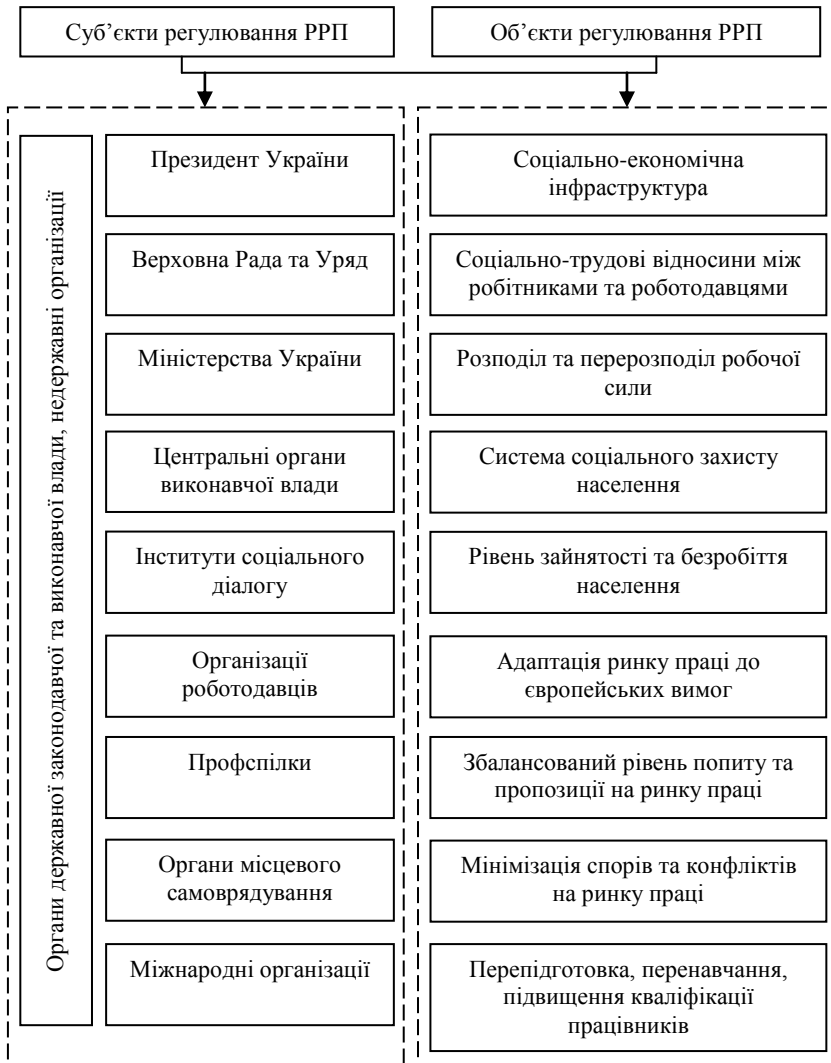 Суб’єкти регулювання РРП
Об’єкти регулювання РРП
Органи державної законодавчої та виконавчої влади, недержавні організації
Президент України
Верховна Рада та Уряд
Міністерства України
Центральні органи
виконавчої влади
Інститути соціального
діалогу
Організації
роботодавців
Профспілки
Органи місцевого
самоврядування
Міжнародні організації
Соціально-економічна
інфраструктура
Соціально-трудові відносини між
робітниками та роботодавцями
Розподіл та перерозподіл робочої
сили
Система соціального захисту
населення
Рівень зайнятості та безробіття
населення
Адаптація ринку праці до
європейських вимог
Збалансований рівень попиту та
пропозиції на ринку праці
Мінімізація спорів та конфліктів
на ринку праці
Перепідготовка, перенавчання,
підвищення кваліфікації
працівників